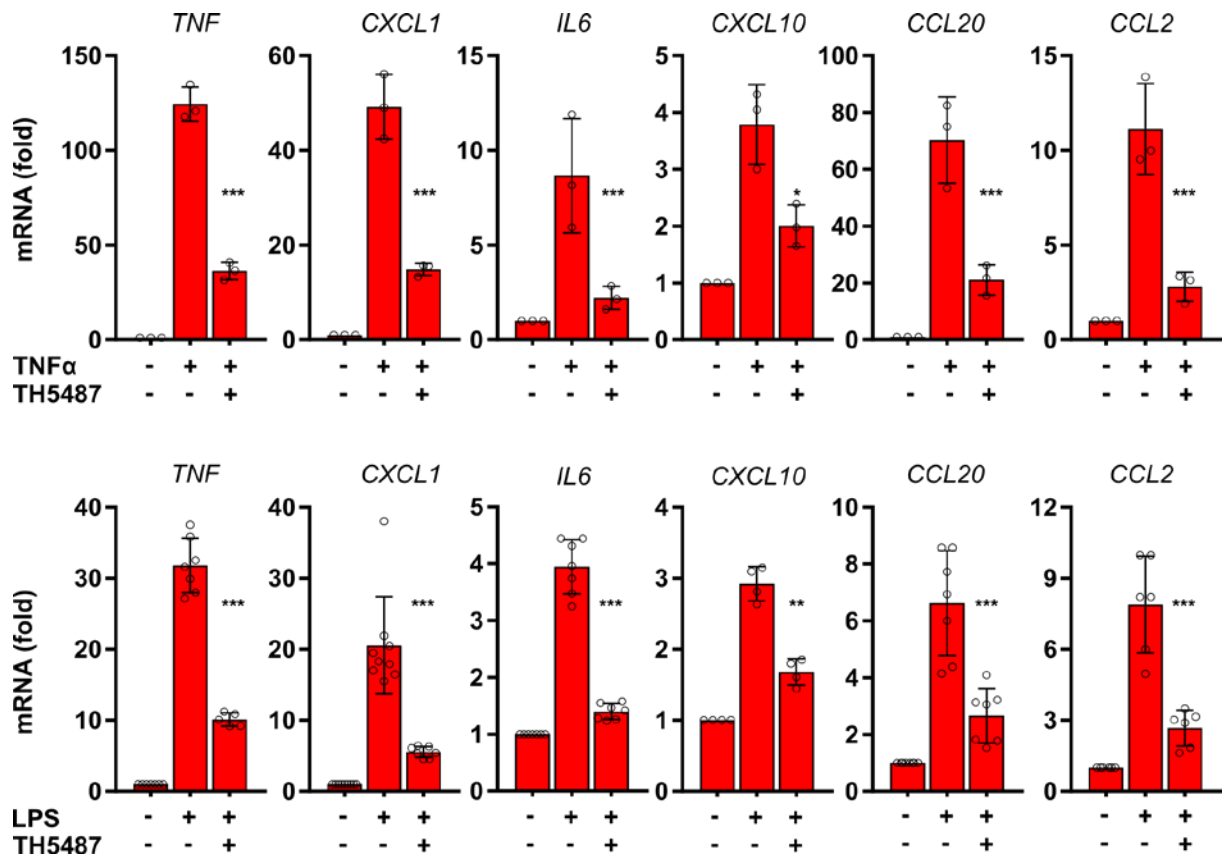 TNF CXCL1 IL6 CXCL10 CCL20 CCL2
mRNA (fold)
150 60 15 5 100 15
80
100 40 10 4 10
60
3
50 20 5 40 5
2
20
0 0 0 1 0 0
0
*** *** *** * *** ***
TNFα - + + - + + - + + - + + - + + - + +
TH5487 - - + - - + - - + - - + - - + - - +
TNF CXCL1 IL6 CXCL10 CCL20 CCL2
mRNA (fold)
40 40 5 4 10 12
30 30 4 3 8 9
20 20 3 2 6 6
10 10 2 1 4 3
0 0 1 0 2 0
0 0
*** *** *** ** *** ***
LPS - + + - + + - + + - + + - + + - + +
TH5487 - - + - - + - - + - - + - - + - - +